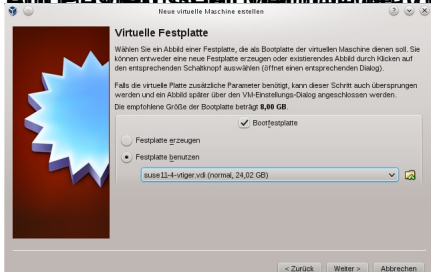 Neue virtuelle Maschine estellen
Virtuelle Festplatte
Wählen Sie ein Abbild einer Festplatte, die als Bootplatte der virtuellen Maschine dienen soll. Sie
können entweder eine neue Festplatte erzeugen oder existierendes Abbild durch Klicken auf
den entsprechenden Schaltknopf auswählen (öffnet einen entsprechenden Dialog).
Falls die virtuelle Platte zusätzliche Parameter benötigt, kann dieser Schritt auch übersprungen
werden und ein Abbild später über den VM-Einstellungs-Dialog angeschlossen werden.
Die empfohlene Größe der Bootplatte beträgt 8,00 GB.
Bootfestplatte
Festplatte erzeugen
Festplatte benutzen
suse11-4-vtiger.vdi (normal, 24,02 GB)
< Zurück Weiter > Abbrechen